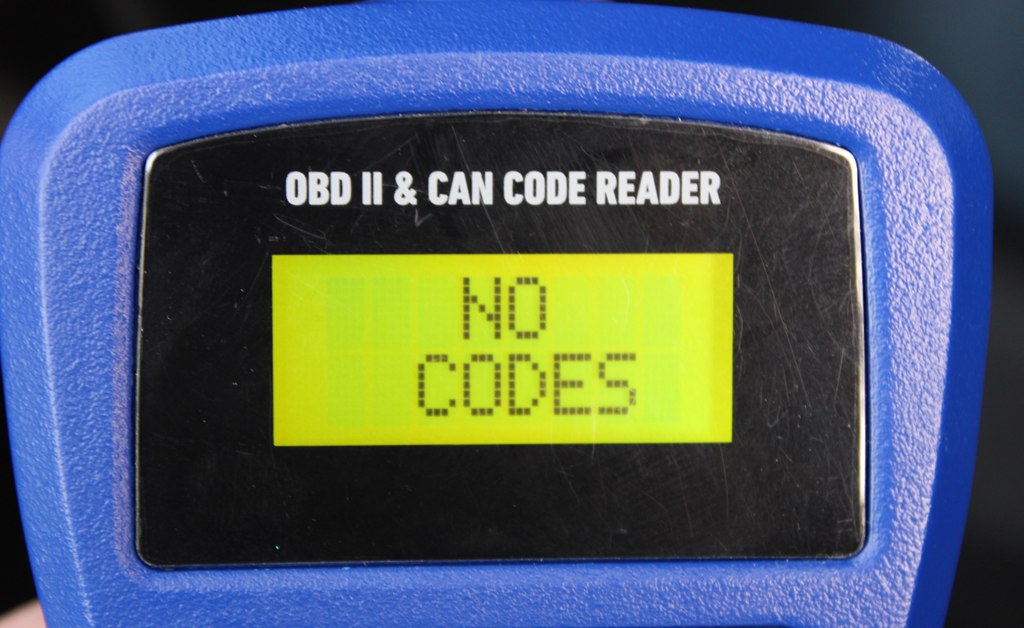 OBD II & CAN CODE READER
NO
CODES